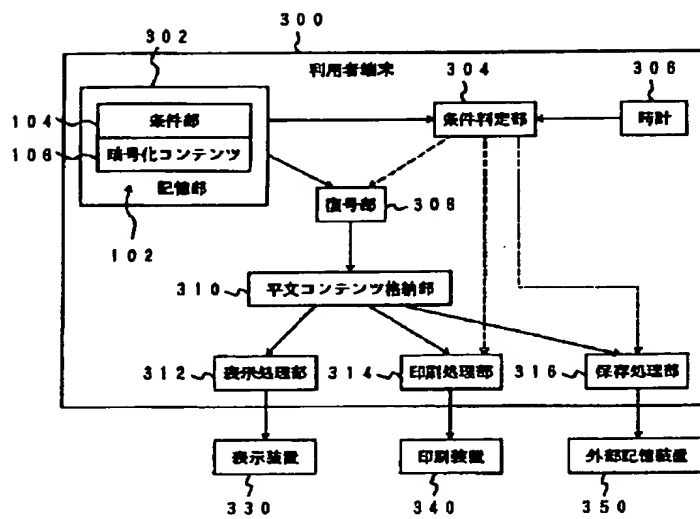 300
302
利用者端末
304
306
104
条件部
条件判定部
時計
106
暗号化コンテンツ
記憶部
復号部
308
102
310
平文コンテンツ格納部
312
表示処理部
314
印刷処理部
316
保存処理部
表示装置
印刷装置
外部記憶装置
330
340
350